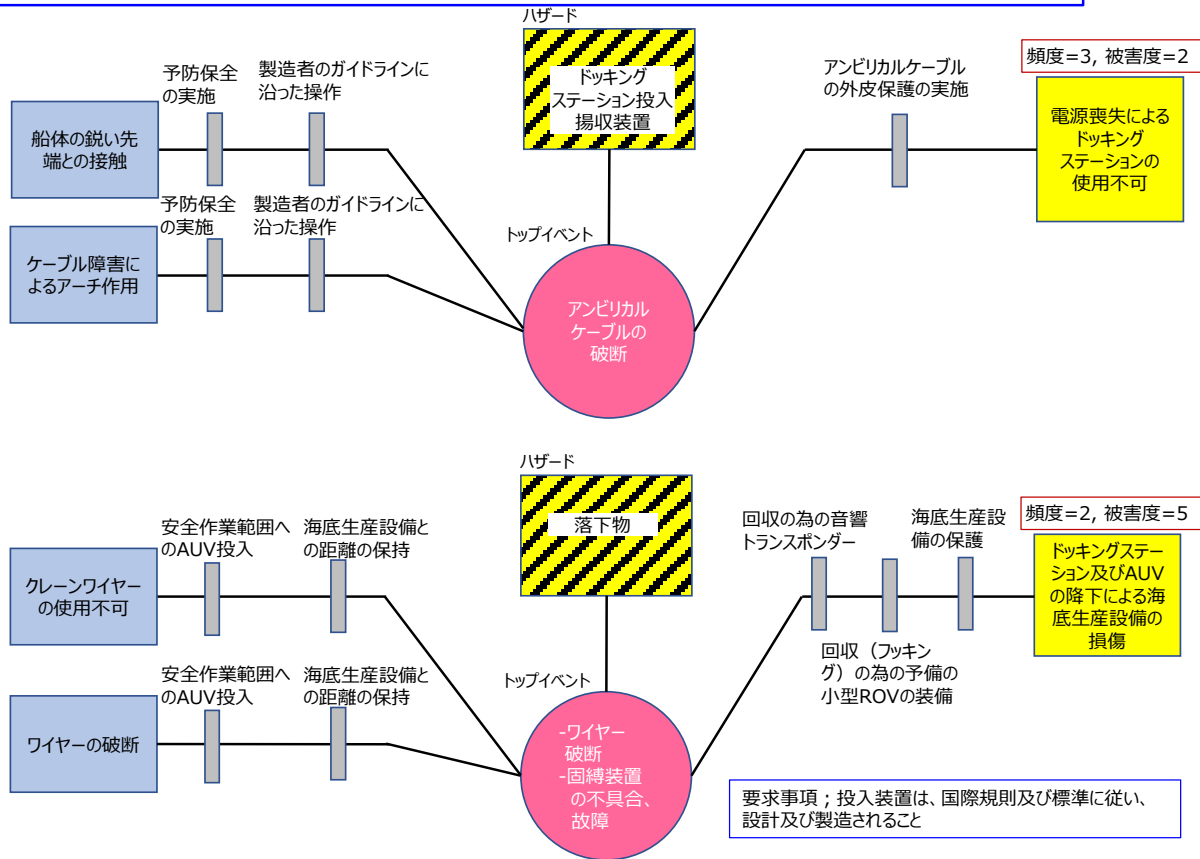 ハザード
ドッキング
ステーション投入
揚収装置
頻度=3, 被害度=2
予防保全
の実施
製造者のガイドラインに
沿った操作
アンビリカルケーブル
の外皮保護の実施
船体の鋭い先
端との接触
電源喪失による
ドッキング
ステーションの
使用不可
予防保全
の実施
製造者のガイドラインに
沿った操作
トップイベント
ケーブル障害に
よるアーチ作用
アンビリカル
ケーブルの
破断
ハザード
落下物
安全作業範囲へ
のAUV投入
海底生産設備と
の距離の保持
回収の為の音響
トランスポンダー
海底生産設
備の保護
頻度=2, 被害度=5
クレーンワイヤー
の使用不可
ドッキングステー
ション及びAUV
の降下による海
底生産設備の
損傷
回収（フッキン
グ）の為の予備の
小型ROVの装備
安全作業範囲へ
のAUV投入
海底生産設備と
の距離の保持
トップイベント
ワイヤーの破断
-ワイヤー
破断
-固縛装置
の不具合、
故障
要求事項；投入装置は、国際規則及び標準に従い、
設計及び製造されること